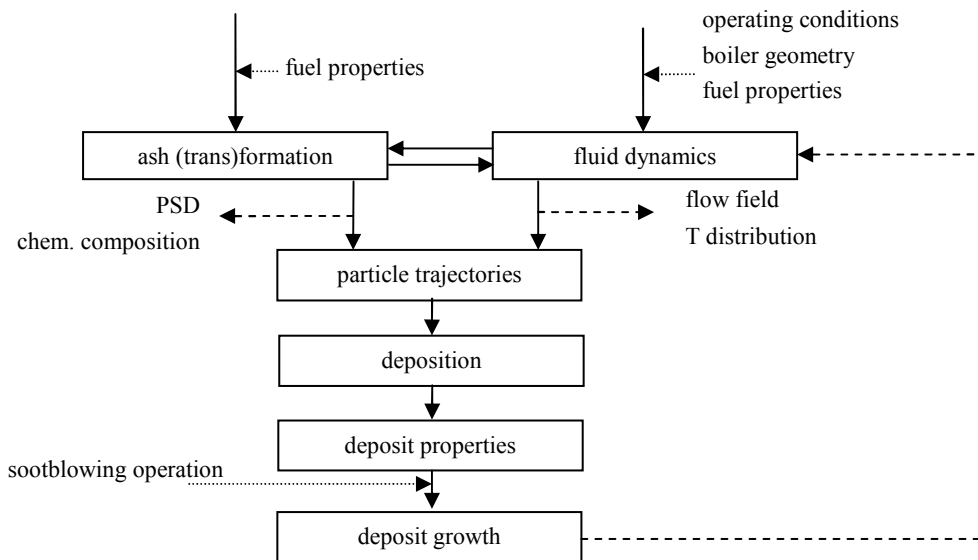 operating conditions
boiler geometry
fuel properties
fuel properties
ash (trans)formation
fluid dynamics
PSD
chem. composition
flow field
T distribution
particle trajectories
deposition
deposit properties
sootblowing operation
deposit growth